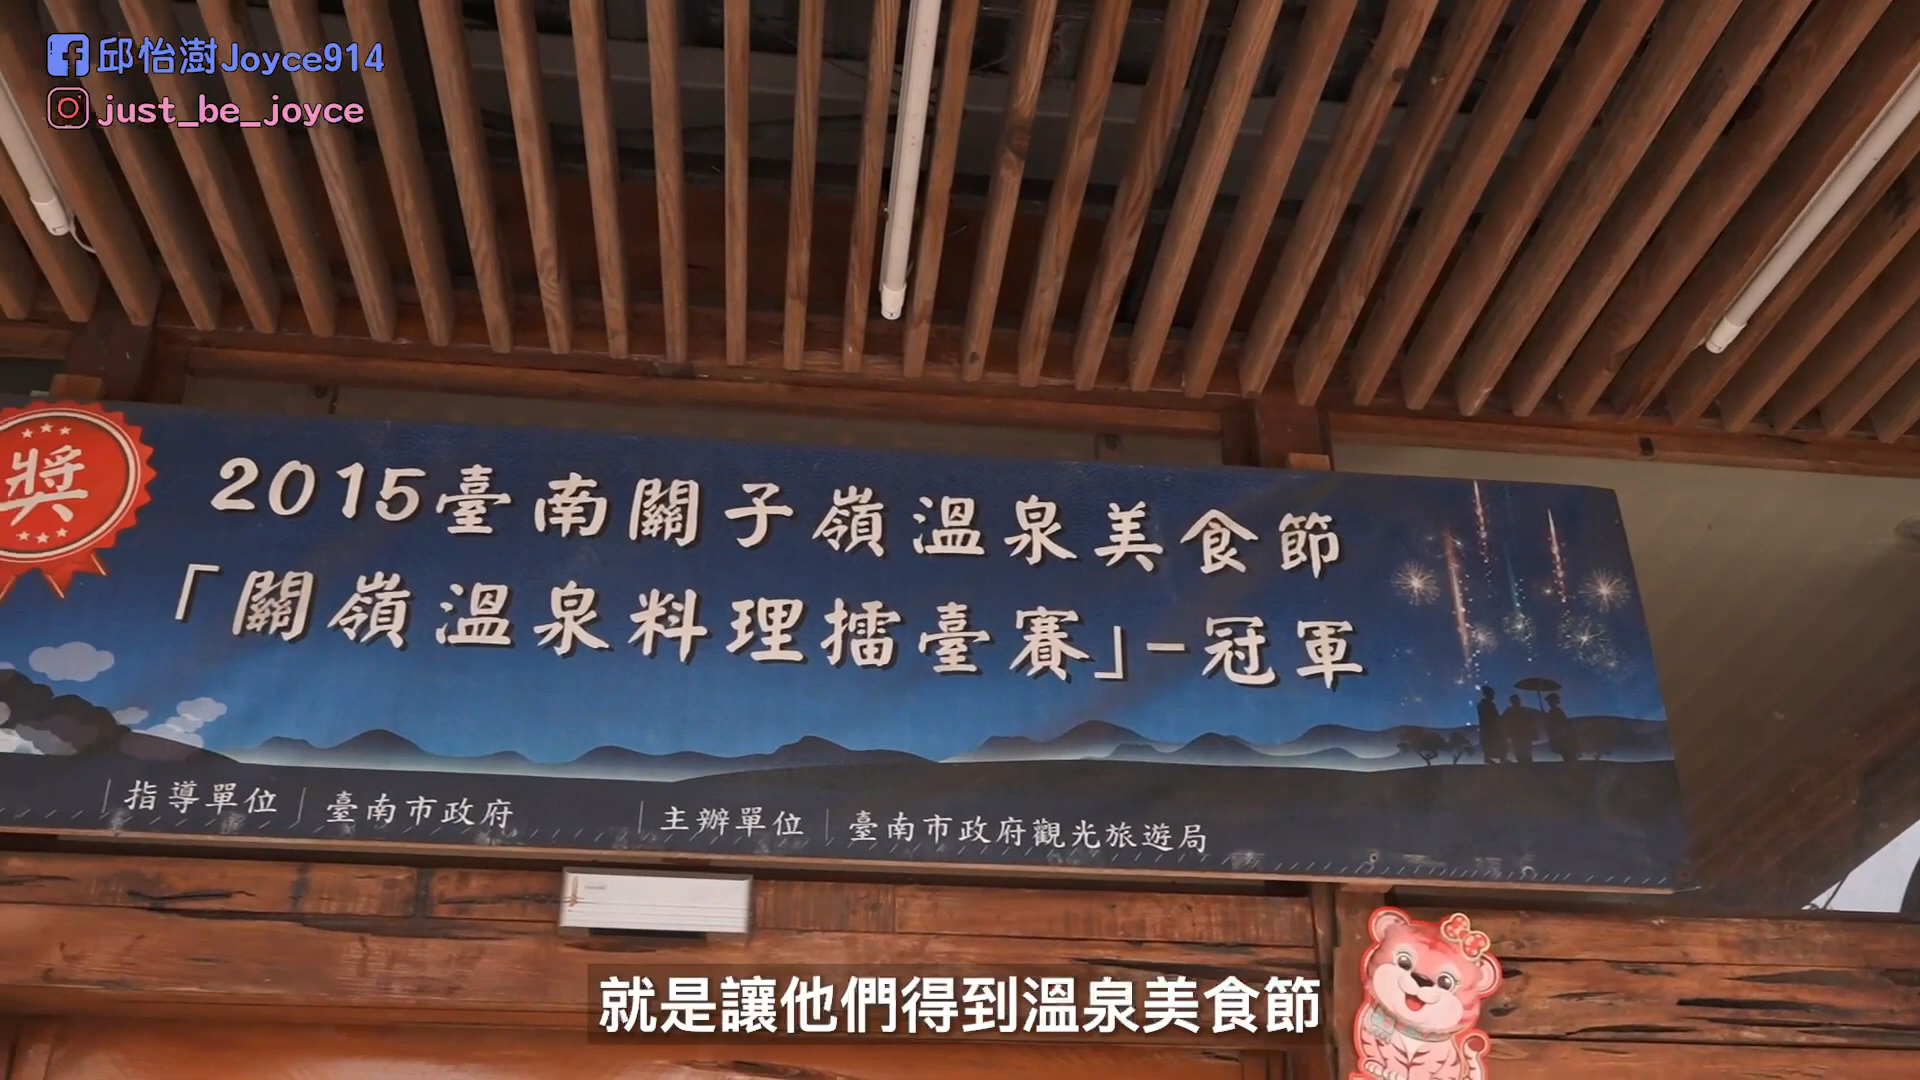 邱怡澍Joyce914
just_be_joyce
獎
2015臺南關子嶺溫泉美食節
「關嶺溫泉料理擂臺賽」-冠軍
指導單位 臺南市政府 主辦單位 臺南市政府觀光旅遊局
就是讓他們得到溫泉美食節